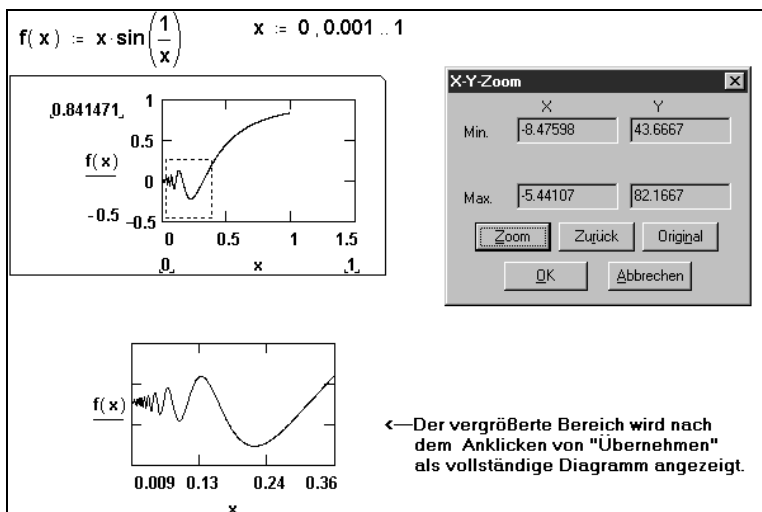 f(x) := x·sin(1/x)    x := 0 , 0.001 .. 1
0.841471
f(x)
-0.5
1
0.5
0
-0.5
0 0.5 1 1.5
0 x 1
X-Y-Zoom
X Y
Min. -8.47598 43.6667
Max. -5.44107 82.1667
Zoom Zurück Original
OK Abbrechen
f(x)
0.009 0.13 0.24 0.36
x
<—Der vergrößerte Bereich wird nach
dem Anklicken von "Übernehmen"
als vollständige Diagramm angezeigt.